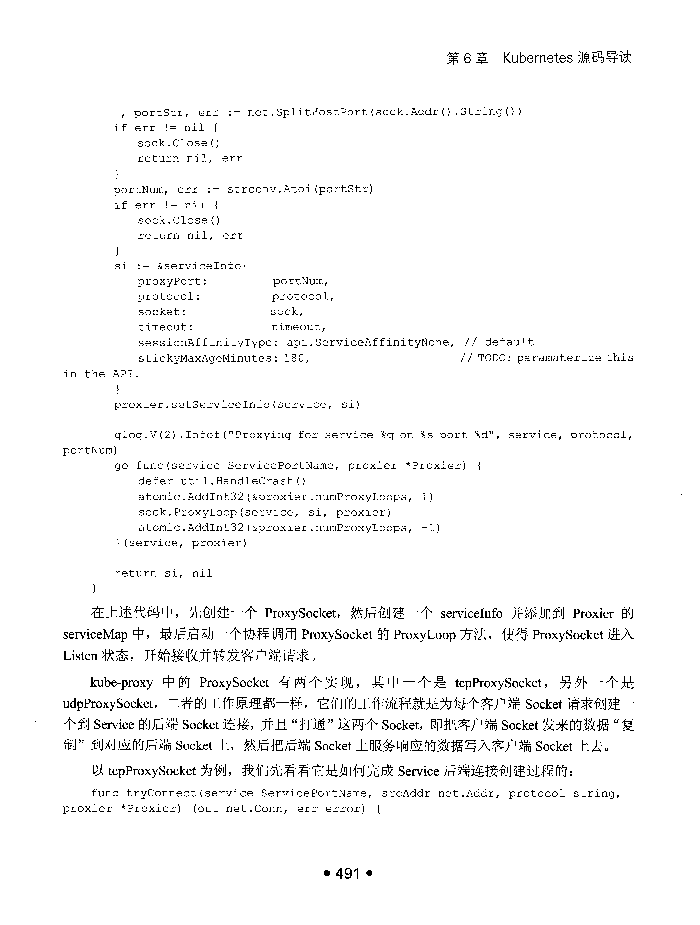 第 6 章 Kubernetes 源码导读
_, portStr, err := net.SplitHostPort(sock.Addr().String())
if err != nil {
sock.Close()
return nil, err
}
portNum, err := strconv.Atoi(portStr)
if err != nil {
sock.Close()
return nil, err
}
si := &serviceInfo{
proxyPort: portNum,
protocol: protocol,
socket: sock,
timeout: timeout,
sessionAffinityType: api.ServiceAffinityNone, // default
stickyMaxAgeMinutes: 180, // TODO: paramaterize this
in the API.
}
proxier.setServiceInfo(service, si)
glog.V(2).Infof("Proxying for service %q on %s port %d", service, protocol,
portNum)
go func(service ServicePortName, proxier *Proxier) {
defer util.HandleCrash()
atomic.AddInt32(&proxier.numProxyLoops, 1)
sock.ProxyLoop(service, si, proxier)
atomic.AddInt32(&proxier.numProxyLoops, -1)
}(service, proxier)
return si, nil
}
在上述代码中，先创建一个 ProxySocket，然后创建一个 serviceInfo 并添加到 Proxier 的
serviceMap 中，最后启动一个协程调用 ProxySocket 的 ProxyLoop 方法，使得 ProxySocket 进入
Listen 状态，开始接收并转发客户端请求。
kube-proxy 中的 ProxySocket 有两个实现，其中一个是 tcpProxySocket，另外一个是
udpProxySocket，二者的工作原理都一样，它们的工作流程就是为每个客户端 Socket 请求创建一
个到 Service 的后端 Socket 连接，并且“打通”这两个 Socket，即把客户端 Socket 发来的数据“复
制”到对应的后端 Socket 上，然后把后端 Socket 上服务响应的数据写入客户端 Socket 上去。
以 tcpProxySocket 为例，我们先看看它是如何完成 Service 后端连接创建过程的：
func tryConnect(service ServicePortName, srcAddr net.Addr, protocol string,
proxier *Proxier) (out net.Conn, err error) {
• 491 •